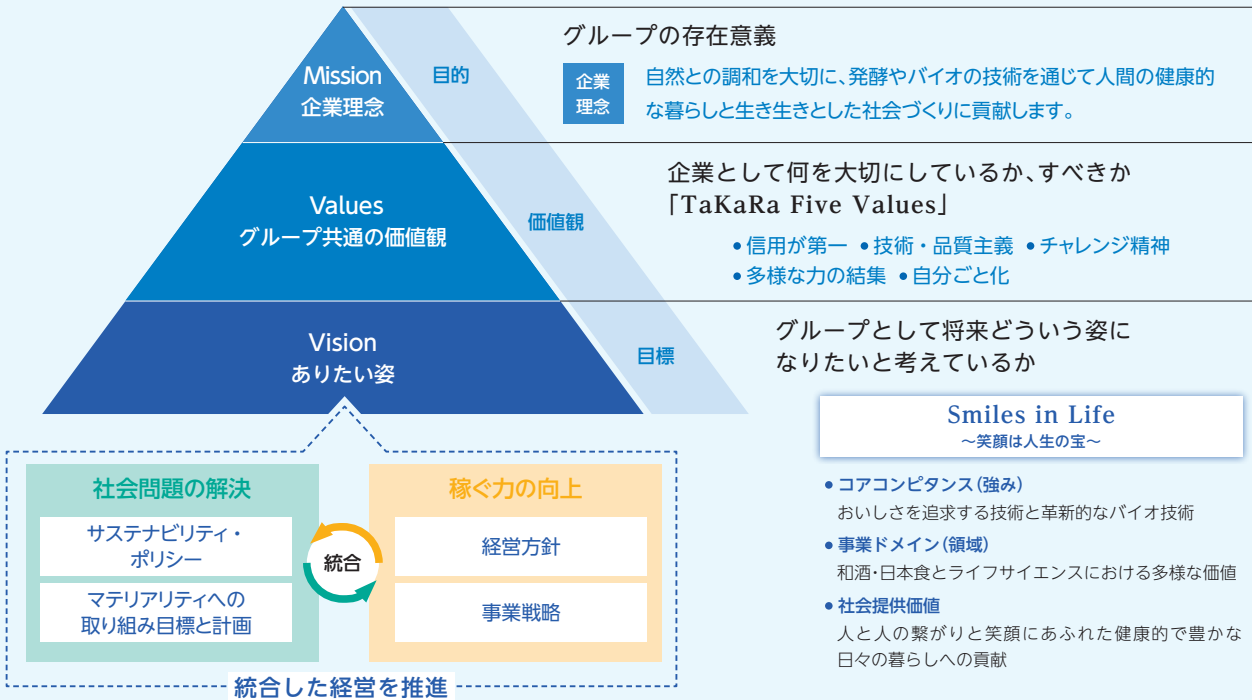 Mission
企業理念
目的
グループの存在意義
企業
理念
自然との調和を大切に、発酵やバイオの技術を通じて人間の健康的
な暮らしと生き生きとした社会づくりに貢献します。
Values
グループ共通の価値観
価値観
企業として何を大切にしているか、すべきか
「TaKaRa Five Values」
●信用が第一 ●技術・品質主義 ●チャレンジ精神
●多様な力の結集 ●自分ごと化
Vision
ありたい姿
目標
グループとして将来どういう姿に
なりたいと考えているか
Smiles in Life
～笑顔は人生の宝～
●コアコンピタンス(強み)
おいしさを追求する技術と革新的なバイオ技術
●事業ドメイン(領域)
和酒・日本食とライフサイエンスにおける多様な価値
●社会提供価値
人と人の繋がりと笑顔にあふれた健康的で豊かな
日々の暮らしへの貢献
社会問題の解決
サステナビリティ・
ポリシー
マテリアリティへの
取り組み目標と計画
統合
稼ぐ力の向上
経営方針
事業戦略
統合した経営を推進